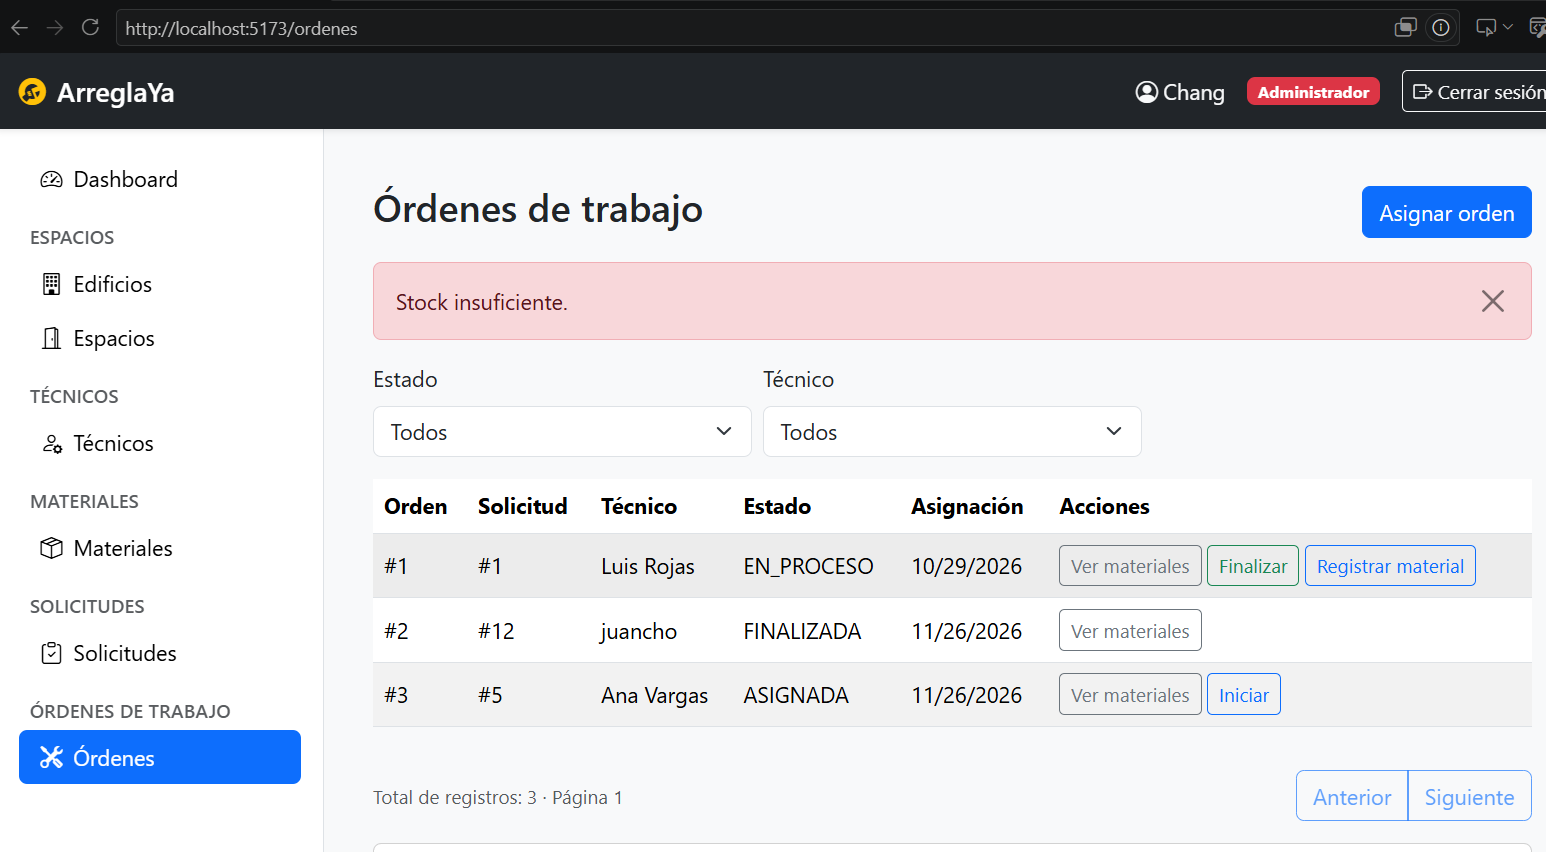 http://localhost:5173/ordenes
ArreglaYa
Chang Administrador Cerrar sesión
Dashboard
ESPACIOS
Edificios
Espacios
TÉCNICOS
Técnicos
MATERIALES
Materiales
SOLICITUDES
Solicitudes
ÓRDENES DE TRABAJO
Órdenes
Órdenes de trabajo
Asignar orden
Stock insuficiente.
Estado Técnico
Todos Todos
Orden Solicitud Técnico Estado Asignación Acciones
#1 #1 Luis Rojas EN_PROCESO 10/29/2026 Ver materiales Finalizar Registrar material
#2 #12 juancho FINALIZADA 11/26/2026 Ver materiales
#3 #5 Ana Vargas ASIGNADA 11/26/2026 Ver materiales Iniciar
Total de registros: 3 · Página 1
Anterior Siguiente